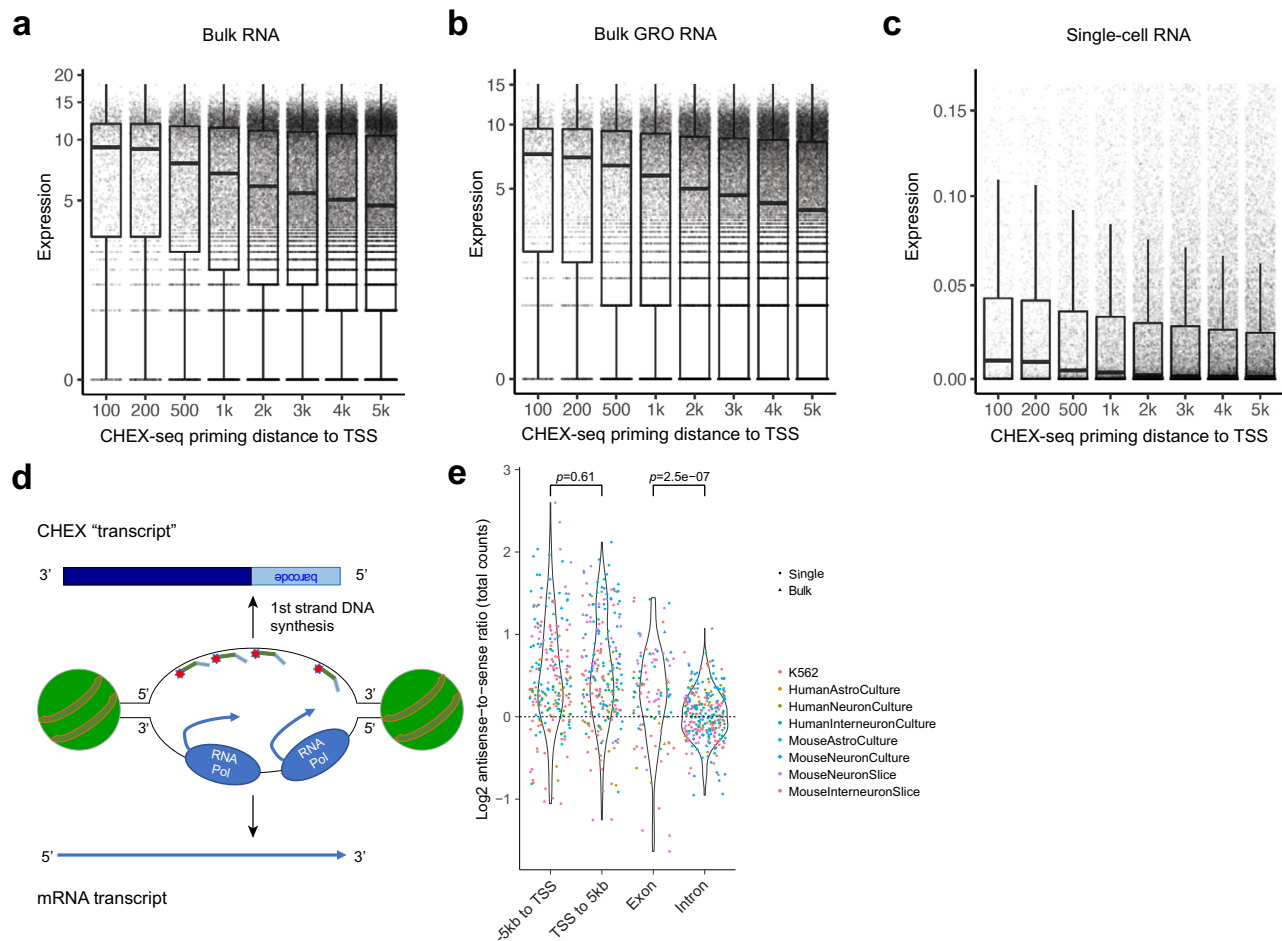 a
Bulk RNA
Expression
20
15
10
5
0
100 200 500 1k 2k 3k 4k 5k
CHEX-seq priming distance to TSS
b
Bulk GRO RNA
Expression
15
10
5
0
100 200 500 1k 2k 3k 4k 5k
CHEX-seq priming distance to TSS
c
Single-cell RNA
Expression
0.15
0.10
0.05
0.00
100 200 500 1k 2k 3k 4k 5k
CHEX-seq priming distance to TSS
d
CHEX “transcript”
3’ barcode 5’
1st strand DNA
synthesis
5’ 3’
3’ 5’
RNA
Pol
RNA
Pol
5’ 3’
mRNA transcript
e
Log2 antisense−to−sense ratio (total counts)
3
2
1
0
−1
p=0.61
p=2.5e−07
-5kb to TSS
TSS to 5kb
Exon
Intron
Single
Bulk
K562
HumanAstroCulture
HumanNeuronCulture
HumanInterneuronCulture
MouseAstroCulture
MouseNeuronCulture
MouseNeuronSlice
MouseInterneuronSlice